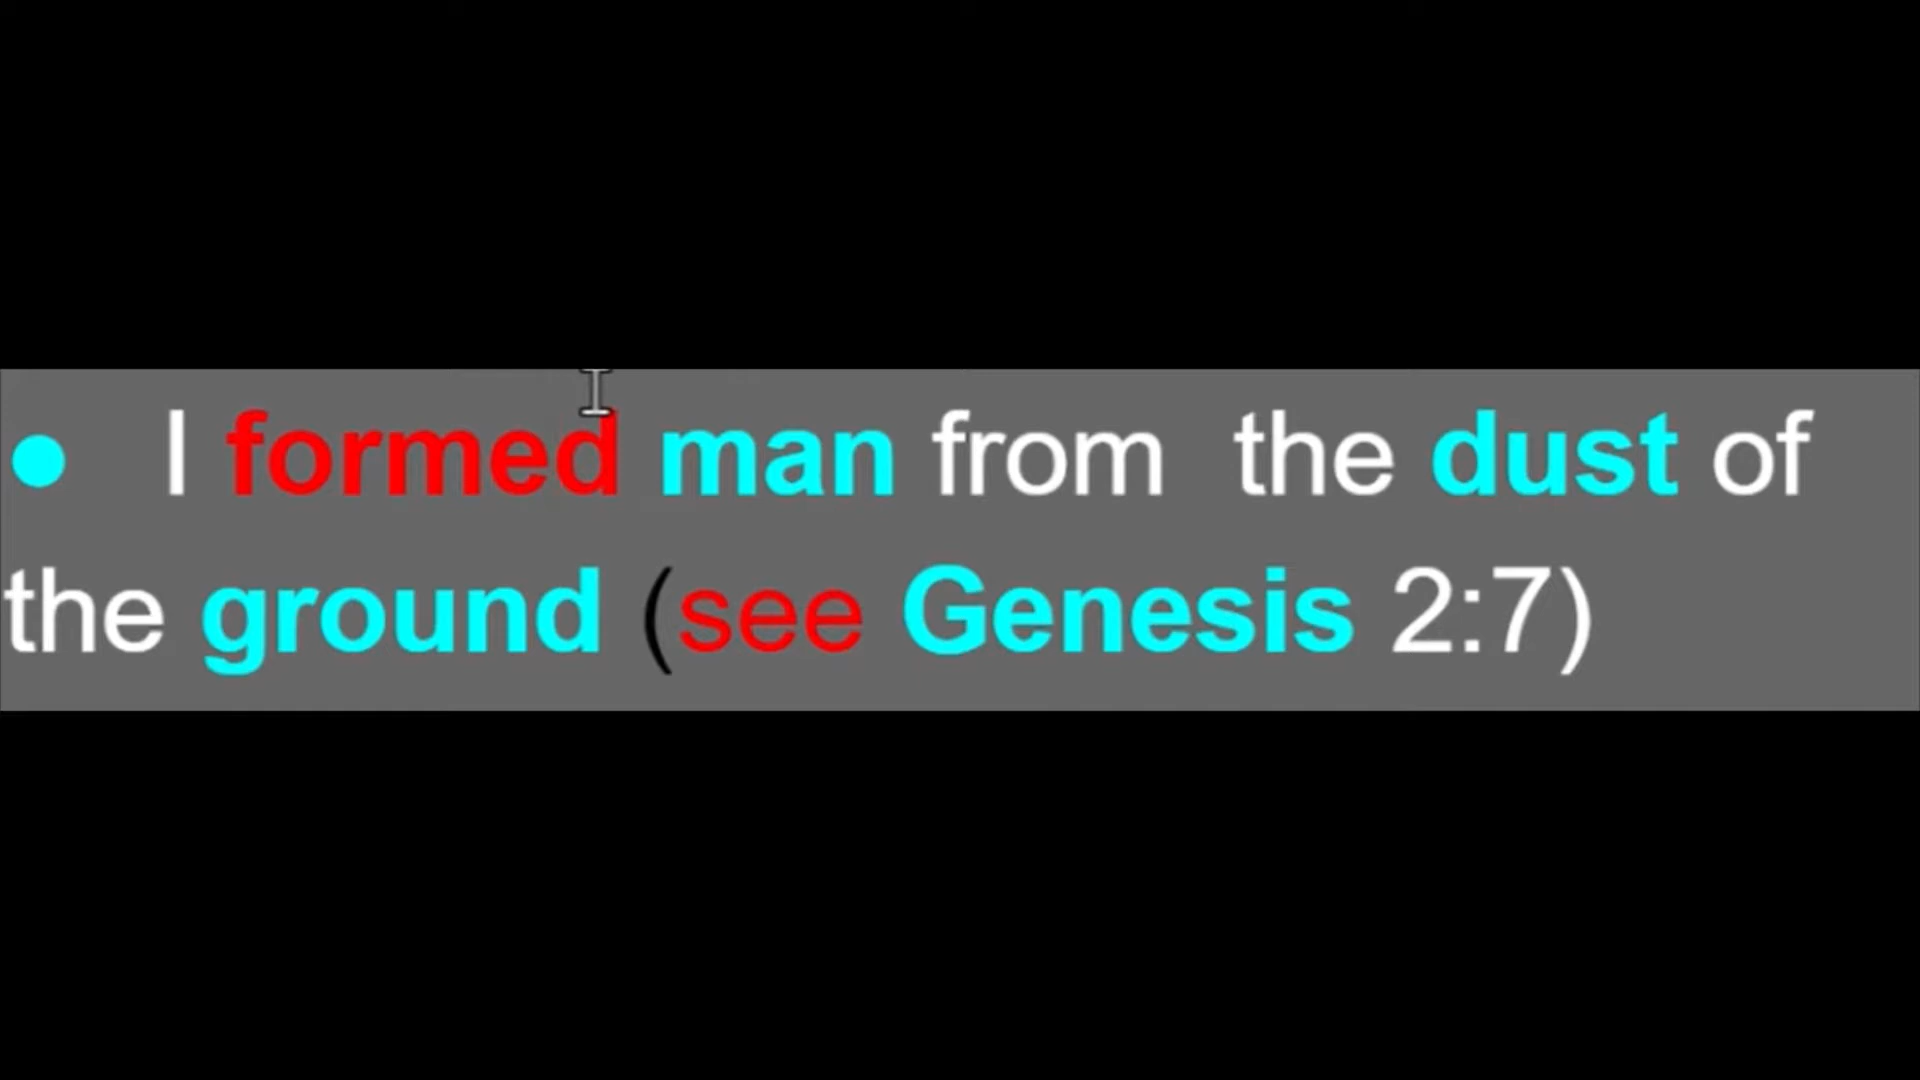 ● I formed man from  the dust of
the ground (see Genesis 2:7)